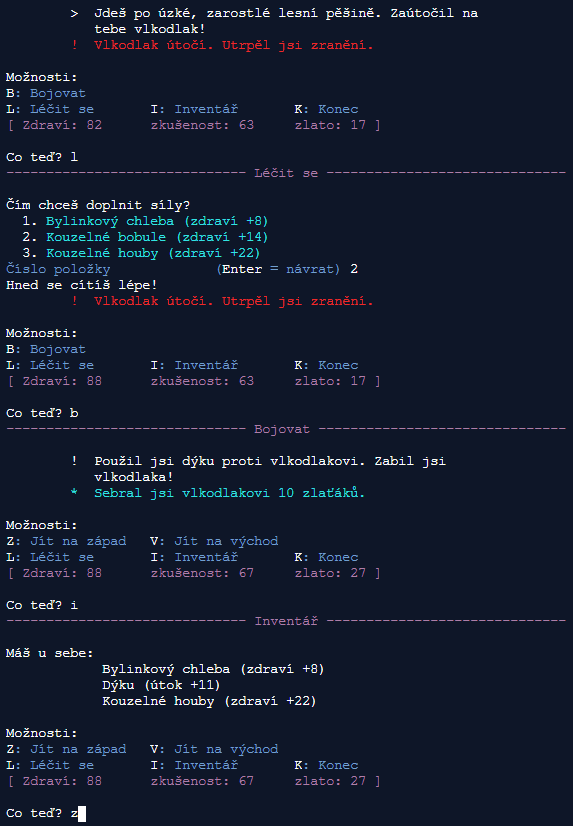 > Jdeš po úzké, zarostlé lesní pěšině. Zaútočil na
tebe vlkodlak!
! Vlkodlak útočí. Utrpěl jsi zranění.
Možnosti:
B: Bojovat
L: Léčit se I: Inventář K: Konec
[ Zdraví: 82 zkušenost: 63 zlato: 17 ]
Co teď? l
------------------------------ Léčit se ------------------------------
Čím chceš doplnit síly?
1. Bylinkový chleba (zdraví +8)
2. Kouzelné bobule (zdraví +14)
3. Kouzelné houby (zdraví +22)
Číslo položky (Enter = návrat) 2
Hned se cítíš lépe!
! Vlkodlak útočí. Utrpěl jsi zranění.
Možnosti:
B: Bojovat
L: Léčit se I: Inventář K: Konec
[ Zdraví: 88 zkušenost: 63 zlato: 17 ]
Co teď? b
------------------------------ Bojovat -------------------------------
! Použil jsi dýku proti vlkodlakovi. Zabil jsi
vlkodlaka!
* Sebral jsi vlkodlakovi 10 zlaťáků.
Možnosti:
Z: Jít na západ V: Jít na východ
L: Léčit se I: Inventář K: Konec
[ Zdraví: 88 zkušenost: 67 zlato: 27 ]
Co teď? i
------------------------------ Inventář ------------------------------
Máš u sebe:
Bylinkový chleba (zdraví +8)
Dýku (útok +11)
Kouzelné houby (zdraví +22)
Možnosti:
Z: Jít na západ V: Jít na východ
L: Léčit se I: Inventář K: Konec
[ Zdraví: 88 zkušenost: 67 zlato: 27 ]
Co teď? z